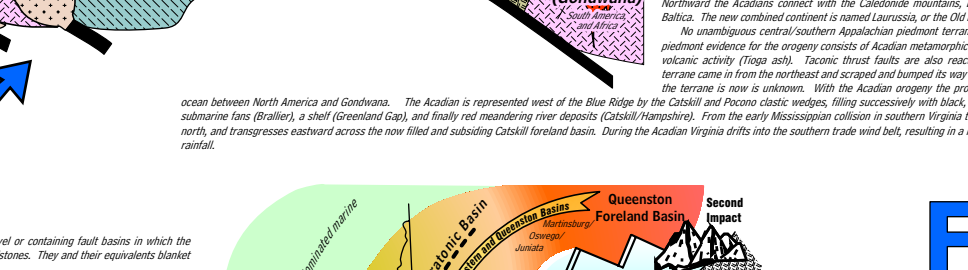 (Gondwana)
South America,
and Africa
Northward the Acadians connect with the Caledonide mountains,
Baltica. The new combined continent is named Laurussia, or the Old
No unambiguous central/southern Appalachian piedmont
piedmont evidence for the orogeny consists of Acadian metamorphic
volcanic activity (Tioga ash). Taconic thrust faults are also
terrane came in from the northeast and scraped and bumped its way
the terrane is now is unknown. With the Acadian orogeny the
ocean between North America and Gondwana. The Acadian is represented west of the Blue Ridge by the Catskill and Pocono clastic wedges, filling successively with black,
submarine fans (Brallier), a shelf (Greenland Gap), and finally red meandering river deposits (Catskill/Hampshire). From the early Mississippian collision in southern Virginia
north, and transgresses eastward across the now filled and subsiding Catskill foreland basin. During the Acadian Virginia drifts into the southern trade wind belt, resulting in a
rainfall.
vel or containing fault basins in which the
stones. They and their equivalents blanket
ominated marine
ratonic Basin
stern and Queenston Basins
Martinsburg/
Oswego/
Juniata
Queenston
Foreland Basin
Second
Impact